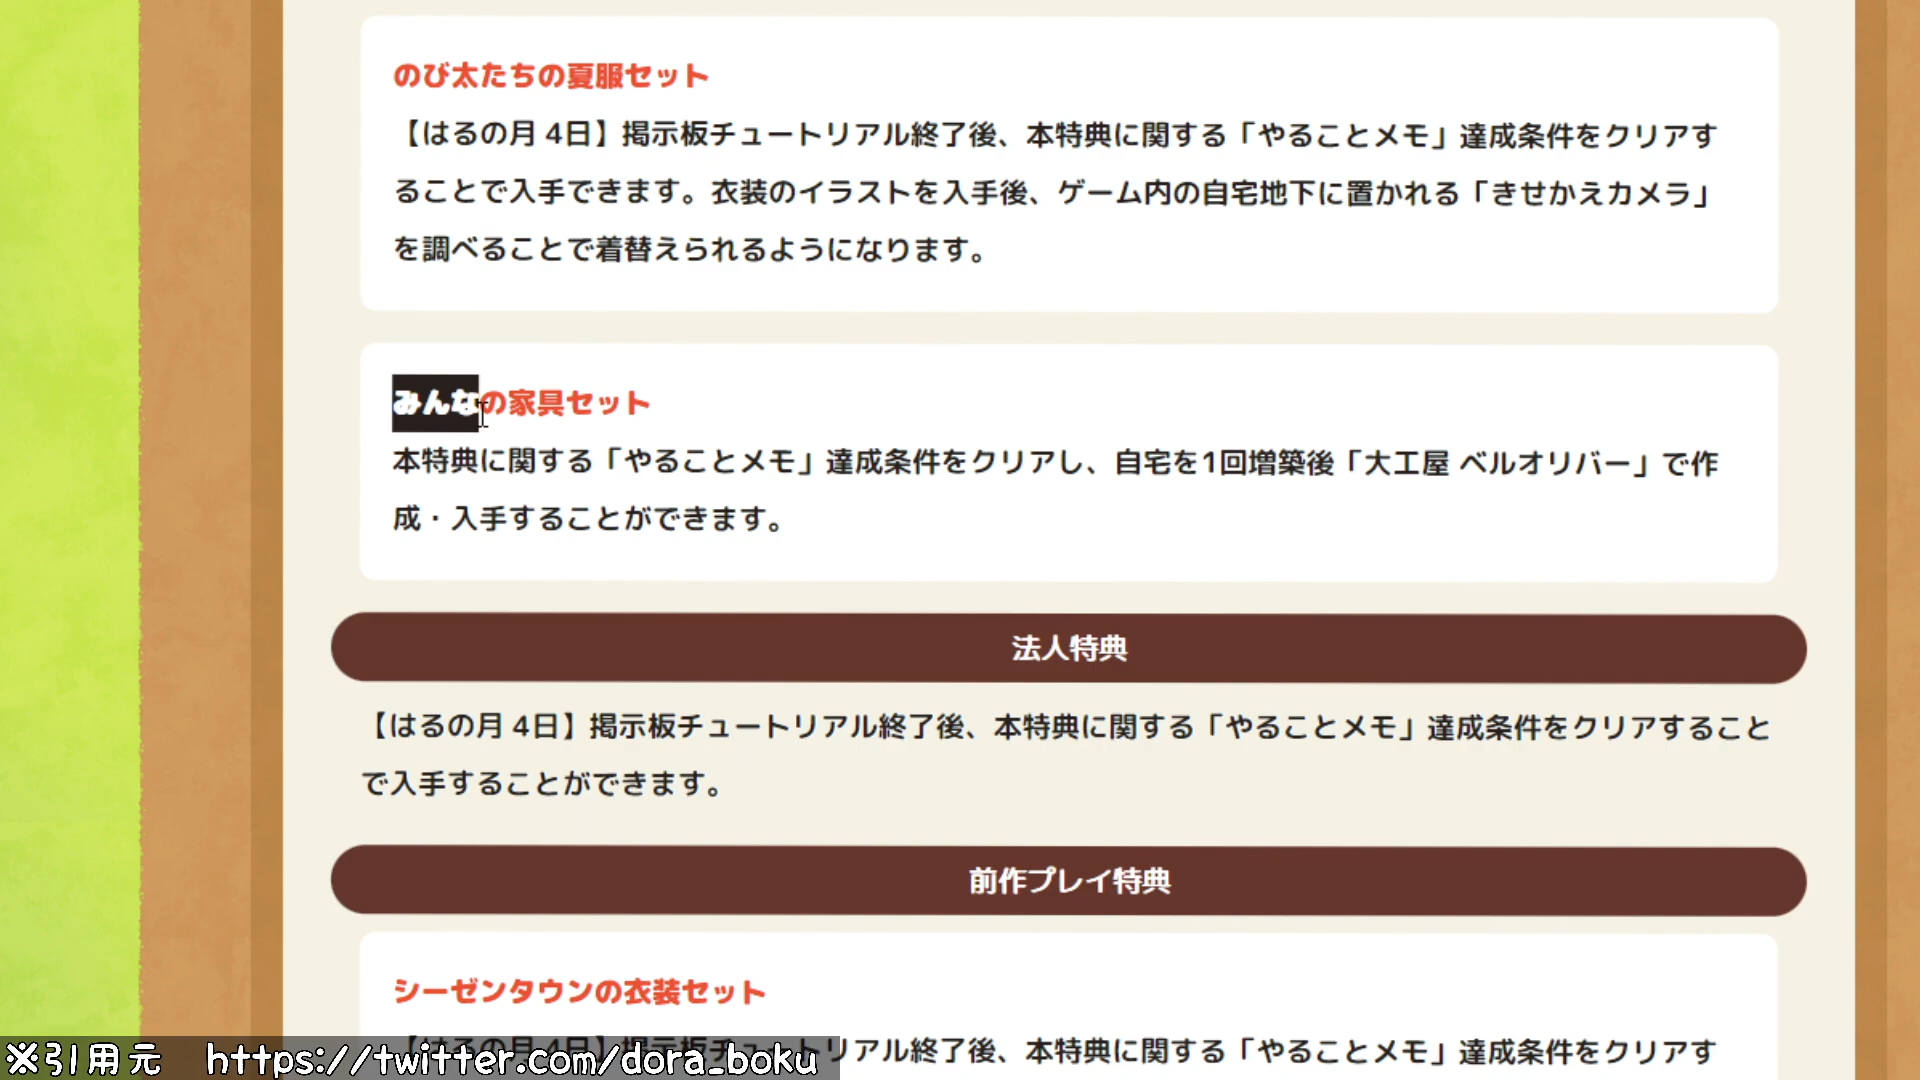 のび太たちの夏服セット
【はるの月 4日】掲示板チュートリアル終了後、本特典に関する「やることメモ」達成条件をクリアす
ることで入手できます。衣装のイラストを入手後、ゲーム内の自宅地下に置かれる「きせかえカメラ」
を調べることで着替えられるようになります。
みんなの家具セット
本特典に関する「やることメモ」達成条件をクリアし、自宅を1回増築後「大工屋 ベルオリバー」で作
成・入手することができます。
法人特典
【はるの月 4日】掲示板チュートリアル終了後、本特典に関する「やることメモ」達成条件をクリアすること
で入手することができます。
前作プレイ特典
シーゼンタウンの衣装セット
【はるの月 4日】掲示板チュートリアル終了後、本特典に関する「やることメモ」達成条件をクリアす
※引用元 https://twitter.com/dora_boku